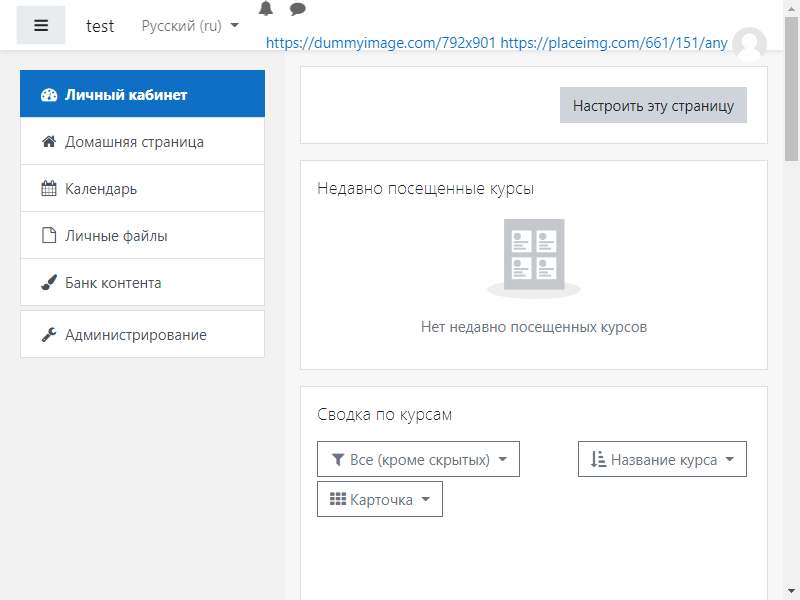 test
Русский (ru)
https://dummyimage.com/792x901 https://placeimg.com/661/151/any
Личный кабинет
Домашняя страница
Календарь
Личные файлы
Банк контента
Администрирование
Настроить эту страницу
Недавно посещенные курсы
Нет недавно посещенных курсов
Сводка по курсам
Все (кроме скрытых)
Название курса
Карточка